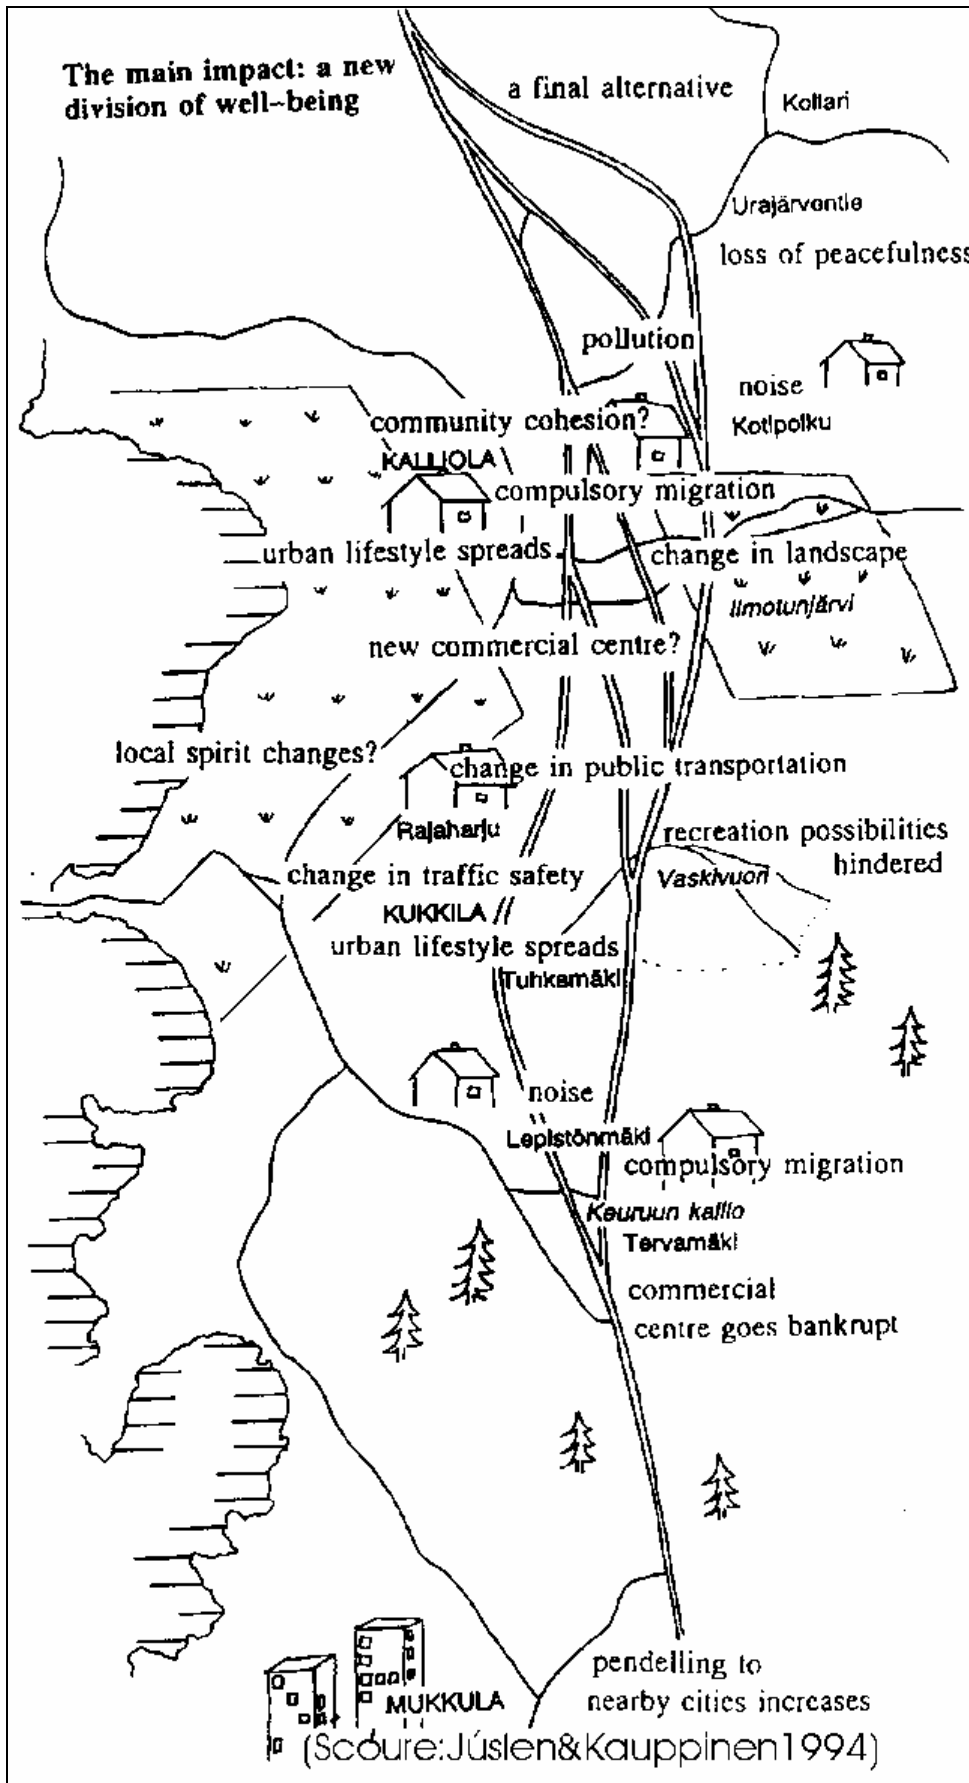 The main impact: a new
division of well-being
a final alternative
Kollari
Urajärventie
loss of peacefulness
pollution
noise
Kotipolku
community cohesion?
KALLIOLA
compulsory migration
urban lifestyle spreads
change in landscape
Ilmotunjärvi
new commercial centre?
local spirit changes?
change in public transportation
Rajaharju
recreation possibilities
hindered
change in traffic safety
Vaskivuori
KUKKILA
urban lifestyle spreads
Tuhkamäki
noise
Lepistönmäki
compulsory migration
Keuruun kallio
Tervamäki
commercial
centre goes bankrupt
pendelling to
nearby cities increases
MUKKULA
(Scoure:Júslen&Kauppinen1994)